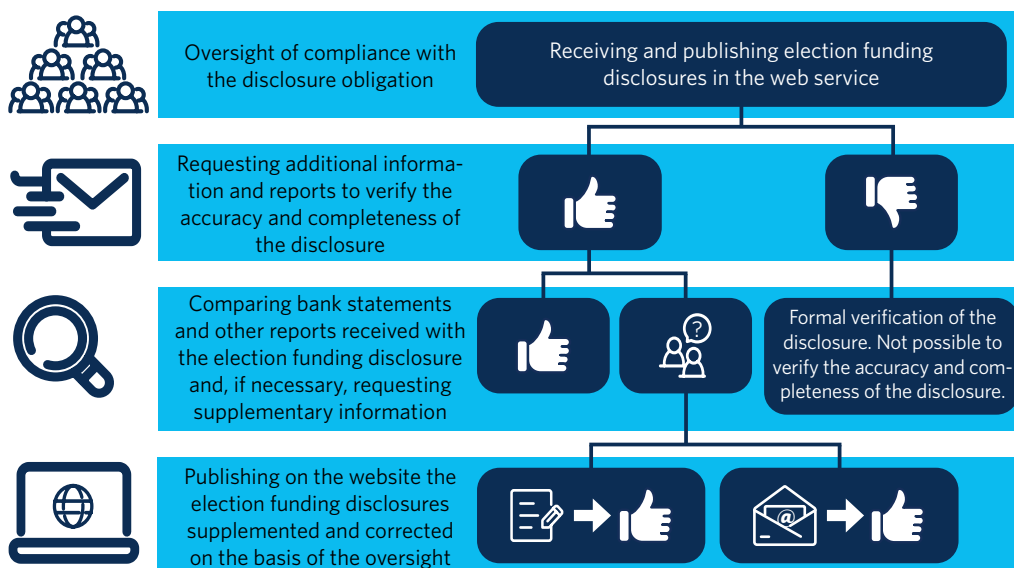 Oversight of compliance with
the disclosure obligation
Receiving and publishing election funding
disclosures in the web service
Requesting additional informa-
tion and reports to verify the
accuracy and completeness of
the disclosure
Comparing bank statements
and other reports received with
the election funding disclosure
and, if necessary, requesting
supplementary information
?
Formal verification of the
disclosure. Not possible to
verify the accuracy and com-
pleteness of the disclosure.
Publishing on the website the
election funding disclosures
supplemented and corrected
on the basis of the oversight
@